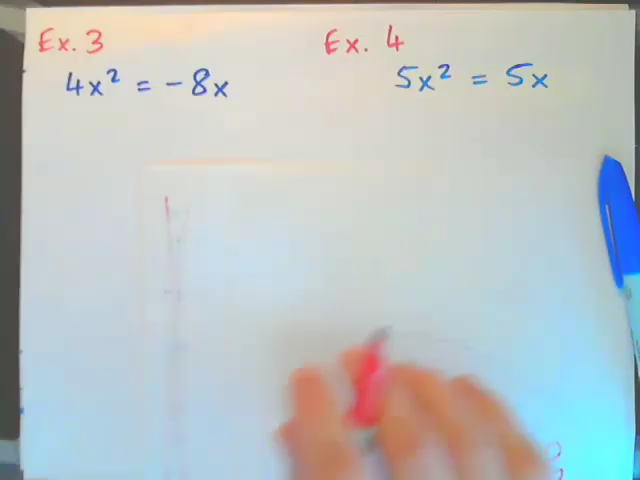 Ex. 3
4x² = -8x
Ex. 4
5x² = 5x